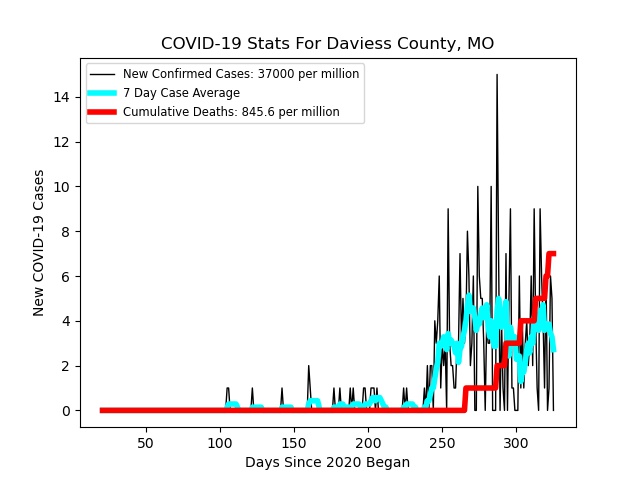 COVID-19 Stats For Daviess County, MO
New Confirmed Cases: 37000 per million
7 Day Case Average
Cumulative Deaths: 845.6 per million
New COVID-19 Cases
14
12
10
8
6
4
2
0
50 100 150 200 250 300
Days Since 2020 Began